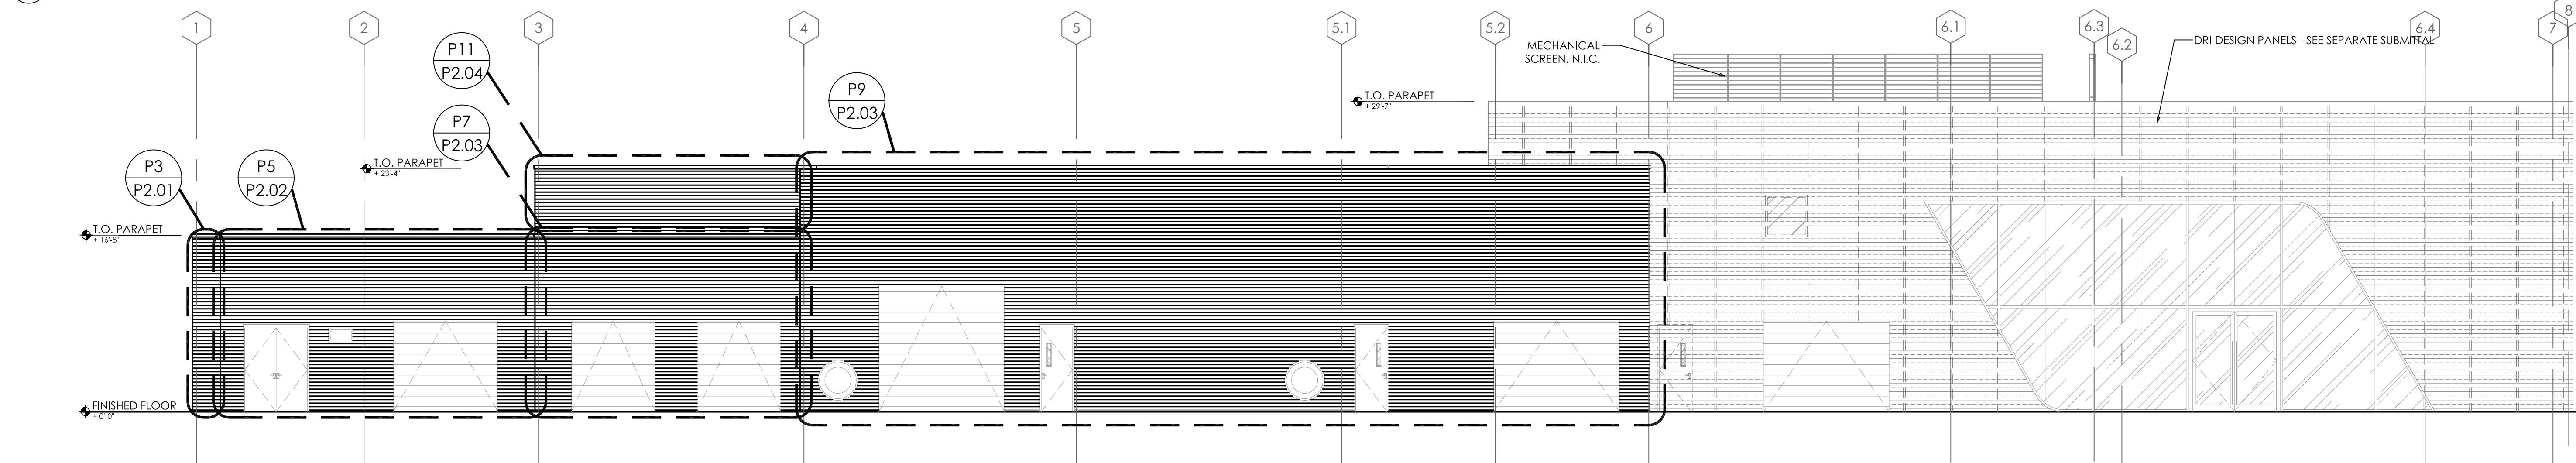 1
2
3
4
5
5.1
5.2
6
6.1
6.3
6.2
6.4
7
8
P11
P2.04
P7
P2.03
P9
P2.03
P3
P2.01
P5
P2.02
MECHANICAL
SCREEN, N.I.C.
DRI-DESIGN PANELS - SEE SEPARATE SUBMITTAL
T.O. PARAPET
+ 29'-7"
T.O. PARAPET
+ 23'-4"
T.O. PARAPET
+ 16'-8"
FINISHED FLOOR
+ 0'-0"